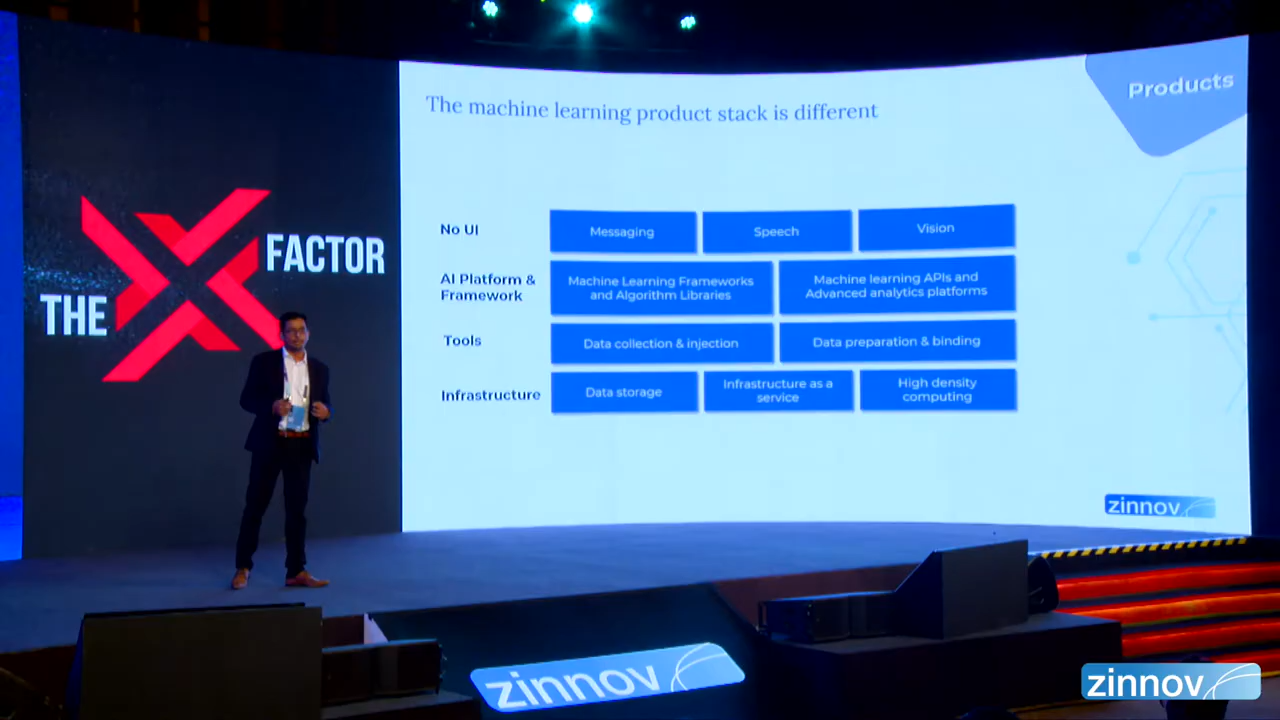 Products
The machine learning product stack is different
THE
FACTOR
No UI
Messaging
Speech
Vision
AI Platform &
Framework
Machine Learning Frameworks
and Algorithm Libraries
Machine learning APIs and
Advanced analytics platforms
Tools
Data collection & injection
Data preparation & binding
Infrastructure
Data storage
Infrastructure as a
service
High density
computing
zinnov
zinnov
zinnov